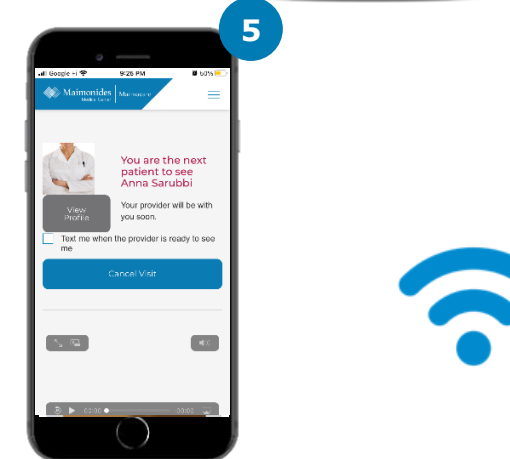 5
Google Fi
9:26 PM
50%
Maimonides
Medical Center
You are the next
patient to see
Anna Sarubbi
View
Profile
Your provider will be with
you soon.
Text me when the provider is ready to see
me
Cancel Visit
00:00
-00:00